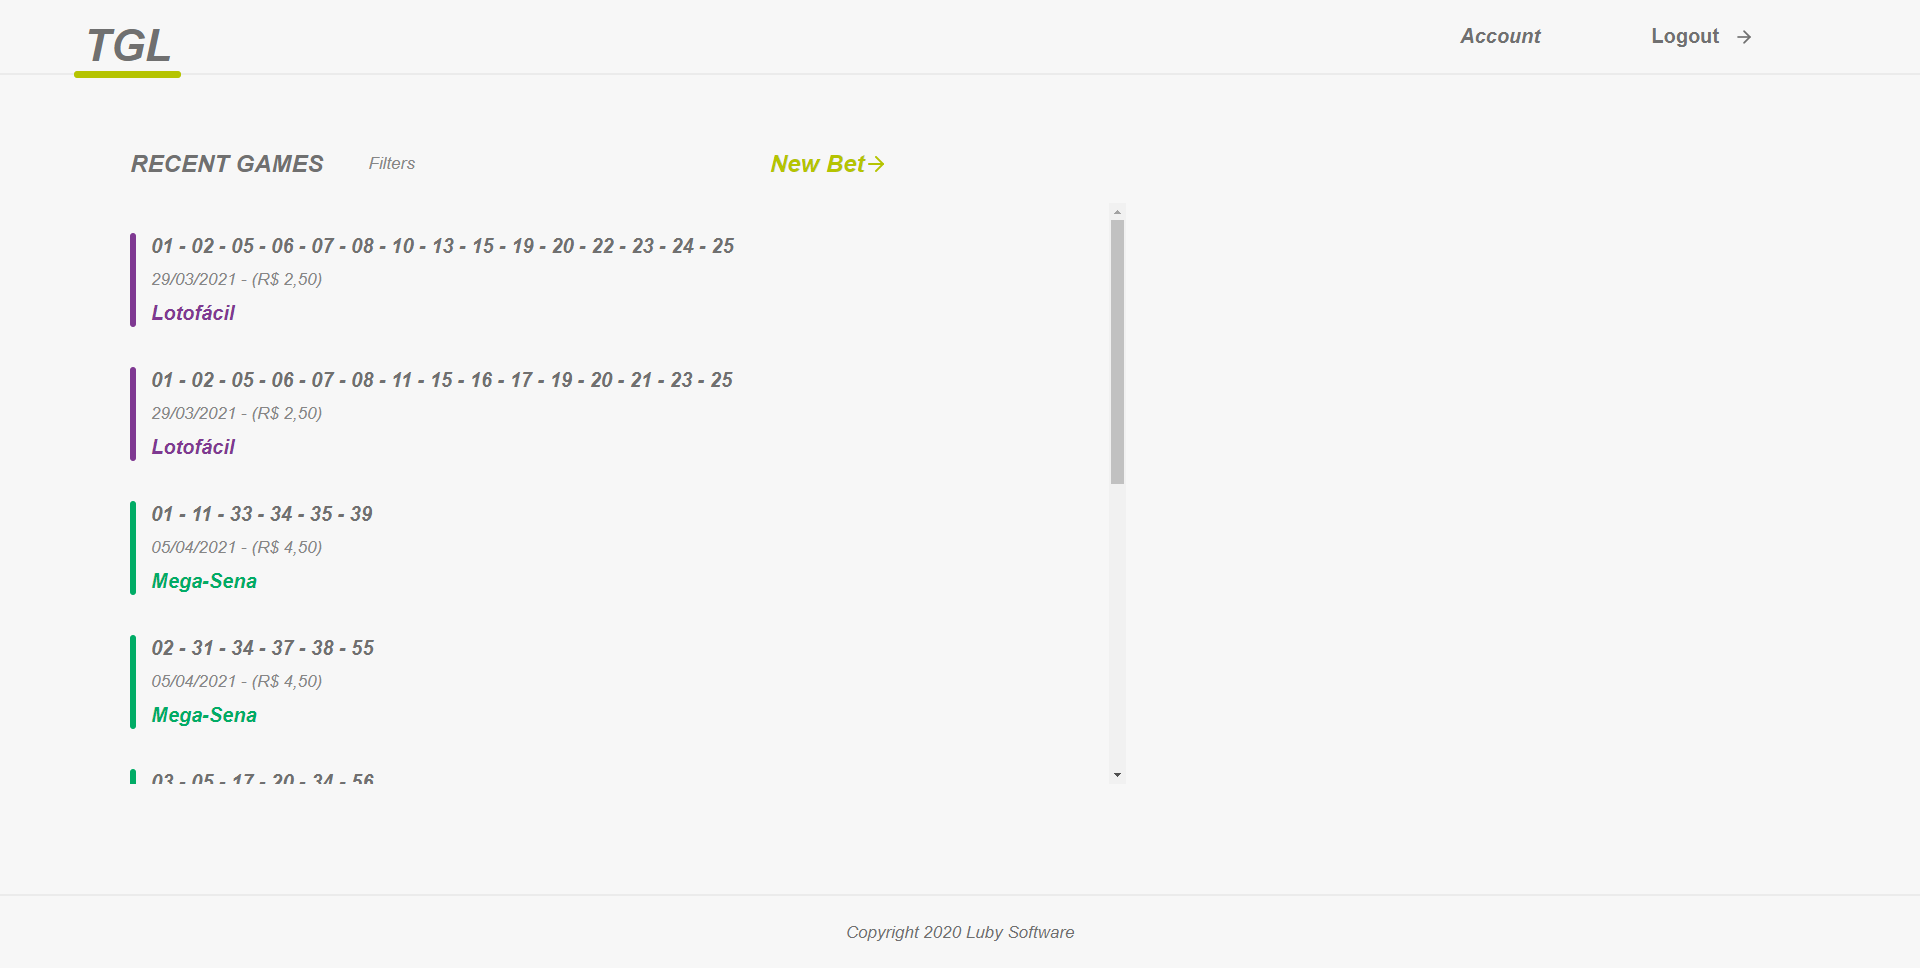 TGL
Account
Logout →
RECENT GAMES
Filters
New Bet→
01 - 02 - 05 - 06 - 07 - 08 - 10 - 13 - 15 - 19 - 20 - 22 - 23 - 24 - 25
29/03/2021 - (R$ 2,50)
Lotofácil
01 - 02 - 05 - 06 - 07 - 08 - 11 - 15 - 16 - 17 - 19 - 20 - 21 - 23 - 25
29/03/2021 - (R$ 2,50)
Lotofácil
01 - 11 - 33 - 34 - 35 - 39
05/04/2021 - (R$ 4,50)
Mega-Sena
02 - 31 - 34 - 37 - 38 - 55
05/04/2021 - (R$ 4,50)
Mega-Sena
03 - 05 - 17 - 20 - 34 - 56
Copyright 2020 Luby Software